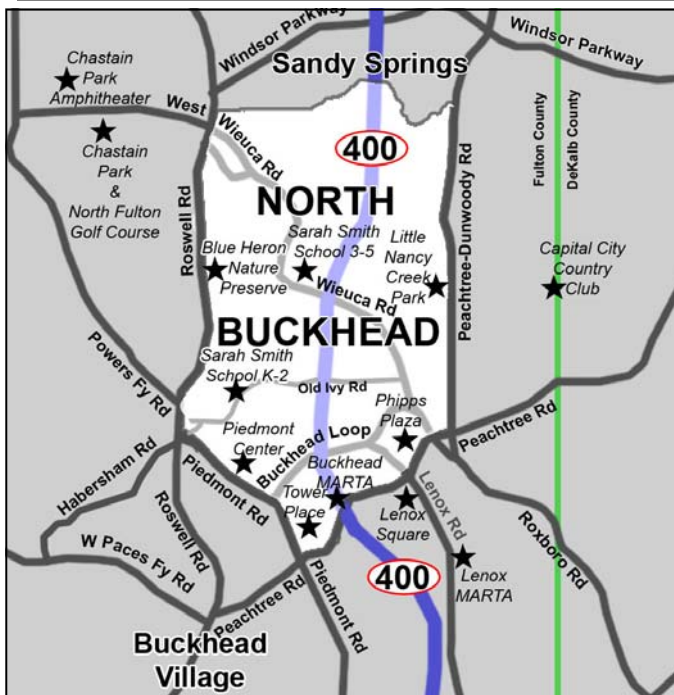 Windsor Parkway
Windsor Parkway
Sandy Springs
Chastain
Park
Amphitheater
West
Wieuca Rd
400
Fulton County
DeKalb County
Chastain
Park
&
North Fulton
Golf Course
Roswell Rd
NORTH
Peachtree-Dunwoody Rd
Sarah Smith
School 3-5
Little
Nancy
Creek
Park
Blue Heron
Nature
Preserve
Capital City
Country
Club
Wieuca Rd
BUCKHEAD
Powers Fy Rd
Sarah Smith
School K-2
Old Ivy Rd
Phipps
Plaza
Peachtree Rd
Piedmont
Center
Buckhead Loop
Habersham Rd
Piedmont Rd
Buckhead
MARTA
Roswell Rd
Tower
Place
Lenox Rd
Lenox
Square
Roxboro Rd
W Paces Fy Rd
400
Lenox
MARTA
Peachtree Rd
Piedmont Rd
Buckhead
Village